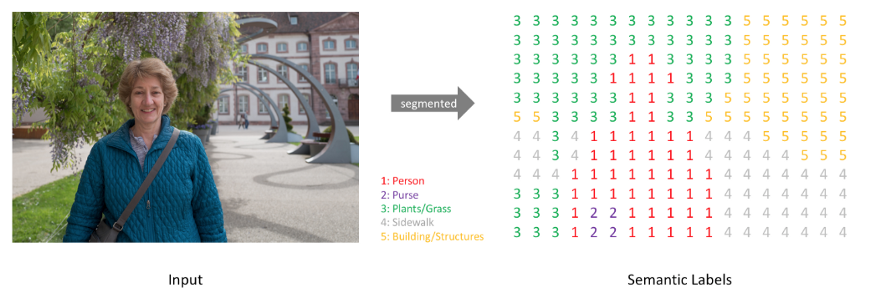 segmented
1: Person
2: Purse
3: Plants/Grass
4: Sidewalk
5: Building/Structures
3 3 3 3 3 3 3 3 3 3 3 3 5 5 5 5 5 5
3 3 3 3 3 3 3 3 3 3 3 3 5 5 5 5 5 5
3 3 3 3 3 3 1 1 3 3 3 3 5 5 5 5 5 5
3 3 3 3 3 1 1 1 1 3 3 3 5 5 5 5 5 5
3 3 3 3 3 3 1 1 3 3 3 5 5 5 5 5 5 5
5 5 3 3 3 3 1 1 3 3 5 5 5 5 5 5 5 5
4 4 3 4 1 1 1 1 1 1 4 4 4 5 5 5 5 5
4 4 3 4 1 1 1 1 1 1 4 4 4 4 4 5 5 5
4 4 4 1 1 1 1 1 1 1 1 4 4 4 4 4 4 4
3 3 3 1 1 1 1 1 1 1 1 4 4 4 4 4 4 4
3 3 3 1 2 2 1 1 1 1 1 4 4 4 4 4 4 4
3 3 3 1 2 2 1 1 1 1 1 4 4 4 4 4 4 4
Input
Semantic Labels